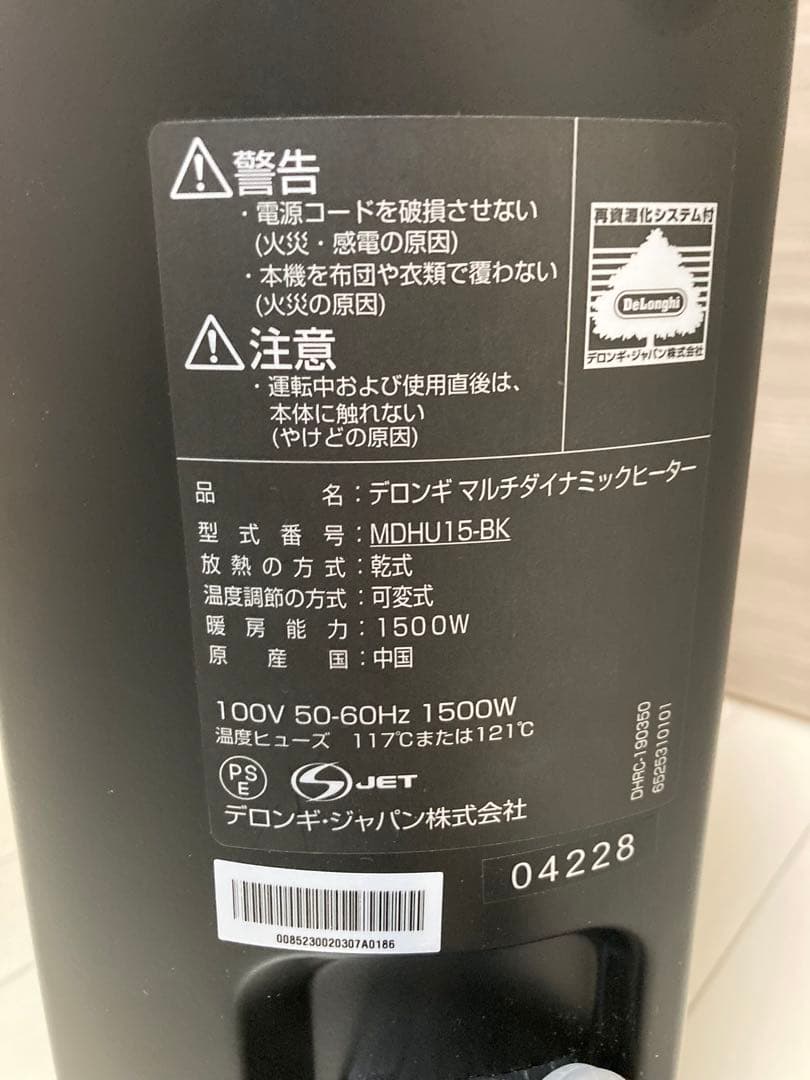 警告
・電源コードを破損させない
(火災・感電の原因)
・本機を布団や衣類で覆わない
(火災の原因)
注意
・運転中および使用直後は、
本体に触れない
(やけどの原因)
再資源化システム付
DeLonghi
デロンギ・ジャパン株式会社
品名：デロンギ マルチダイナミックヒーター
型式番号：MDHU15-BK
放熱の方式：乾式
温度調節の方式：可変式
暖房能力：1500W
原産国：中国
100V 50-60Hz 1500W
温度ヒューズ 117℃または121℃
PSE
JET
デロンギ・ジャパン株式会社
DHRC-190350
6525310101
04228
0085230020307A0186